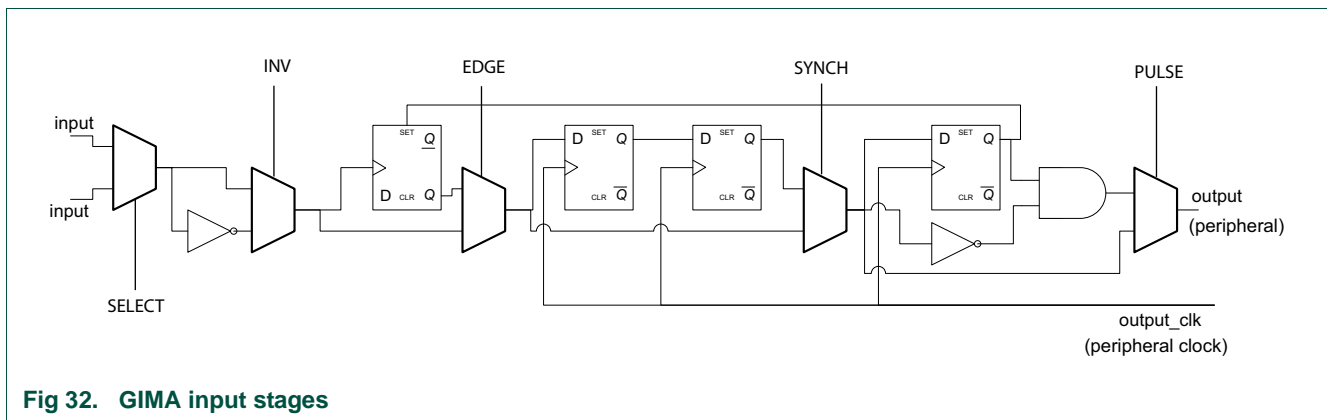 INV
EDGE
SYNCH
PULSE
input
input
SELECT
SET
Q
Q
D
CLR
Q
D
SET
Q
CLR
Q
D
SET
Q
CLR
Q
D
SET
Q
CLR
Q
output
(peripheral)
output_clk
(peripheral clock)
Fig 32. GIMA input stages